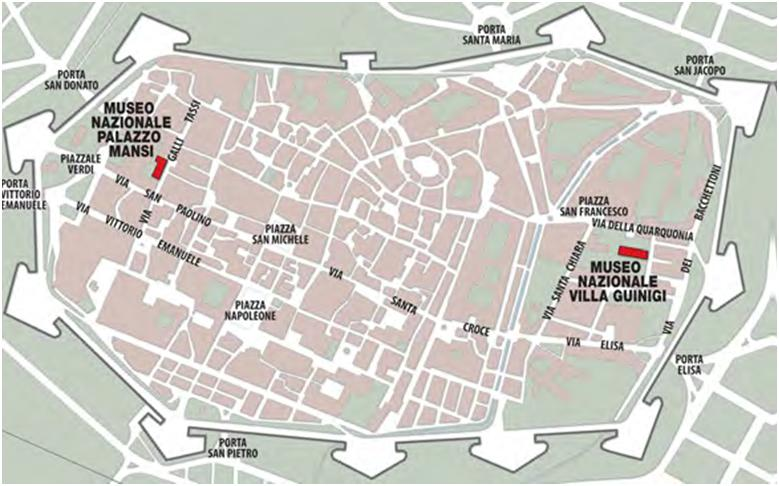 PORTA
SANTA MARIA
PORTA
SAN JACOPO
PORTA
SAN DONATO
MUSEO
NAZIONALE
PALAZZO
MANSI
VIA GALLI TASSI
PIAZZALE
VERDI
PORTA
VITTORIO
EMANUELE
VIA SAN PAOLINO
VIA VITTORIO EMANUELE
PIAZZA
SAN MICHELE
PIAZZA
NAPOLEONE
VIA SANTA CROCE
PIAZZA
SAN FRANCESCO
VIA DELLA QUARQUONIA
VIA DEI BACCHETTONI
VIA SANTA CHIARA
MUSEO
NAZIONALE
VILLA GUINIGI
VIA ELISA
PORTA
ELISA
PORTA
SAN PIETRO